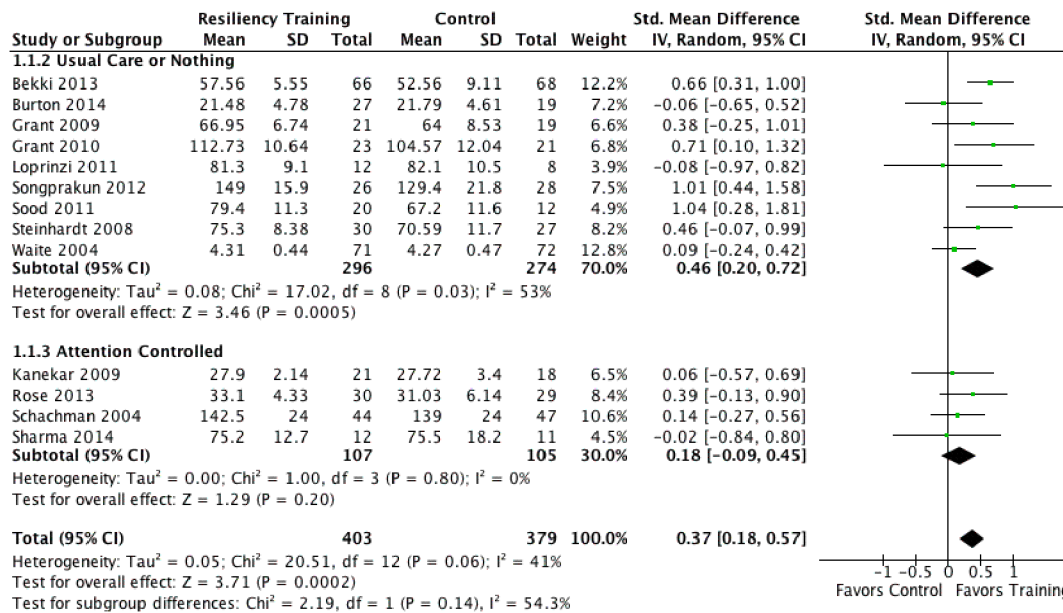 Resiliency Training Control Std. Mean Difference Std. Mean Difference
Study or Subgroup Mean SD Total Mean SD Total Weight IV, Random, 95% CI IV, Random, 95% CI
1.1.2 Usual Care or Nothing
Bekki 2013 57.56 5.55 66 52.56 9.11 68 12.2% 0.66 [0.31, 1.00]
Burton 2014 21.48 4.78 27 21.79 4.61 19 7.2% -0.06 [-0.65, 0.52]
Grant 2009 66.95 6.74 21 64 8.53 19 6.6% 0.38 [-0.25, 1.01]
Grant 2010 112.73 10.64 23 104.57 12.04 21 6.8% 0.71 [0.10, 1.32]
Loprinzi 2011 81.3 9.1 12 82.1 10.5 8 3.9% -0.08 [-0.97, 0.82]
Songprakun 2012 149 15.9 26 129.4 21.8 28 7.5% 1.01 [0.44, 1.58]
Sood 2011 79.4 11.3 20 67.2 11.6 12 4.9% 1.04 [0.28, 1.81]
Steinhardt 2008 75.3 8.38 30 70.59 11.7 27 8.2% 0.46 [-0.07, 0.99]
Waite 2004 4.31 0.44 71 4.27 0.47 72 12.8% 0.09 [-0.24, 0.42]
Subtotal (95% CI) 296 274 70.0% 0.46 [0.20, 0.72]
Heterogeneity: Tau² = 0.08; Chi² = 17.02, df = 8 (P = 0.03); I² = 53%
Test for overall effect: Z = 3.46 (P = 0.0005)
1.1.3 Attention Controlled
Kanekar 2009 27.9 2.14 21 27.72 3.4 18 6.5% 0.06 [-0.57, 0.69]
Rose 2013 33.1 4.33 30 31.03 6.14 29 8.4% 0.39 [-0.13, 0.90]
Schachman 2004 142.5 24 44 139 24 47 10.6% 0.14 [-0.27, 0.56]
Sharma 2014 75.2 12.7 12 75.5 18.2 11 4.5% -0.02 [-0.84, 0.80]
Subtotal (95% CI) 107 105 30.0% 0.18 [-0.09, 0.45]
Heterogeneity: Tau² = 0.00; Chi² = 1.00, df = 3 (P = 0.80); I² = 0%
Test for overall effect: Z = 1.29 (P = 0.20)
Total (95% CI) 403 379 100.0% 0.37 [0.18, 0.57]
Heterogeneity: Tau² = 0.05; Chi² = 20.51, df = 12 (P = 0.06); I² = 41%
Test for overall effect: Z = 3.71 (P = 0.0002)
Test for subgroup differences: Chi² = 2.19, df = 1 (P = 0.14), I² = 54.3%
-1 -0.5 0 0.5 1
Favors Control Favors Training